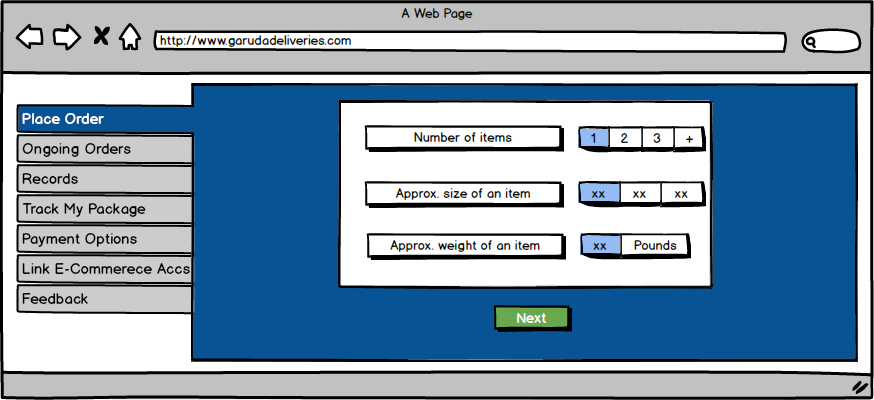 A Web Page
http://www.garudadeliveries.com
Place Order
Ongoing Orders
Records
Track My Package
Payment Options
Link E-Commerece Accs
Feedback
Number of items 1 2 3 +
Approx. size of an item xx xx xx
Approx. weight of an item xx Pounds
Next